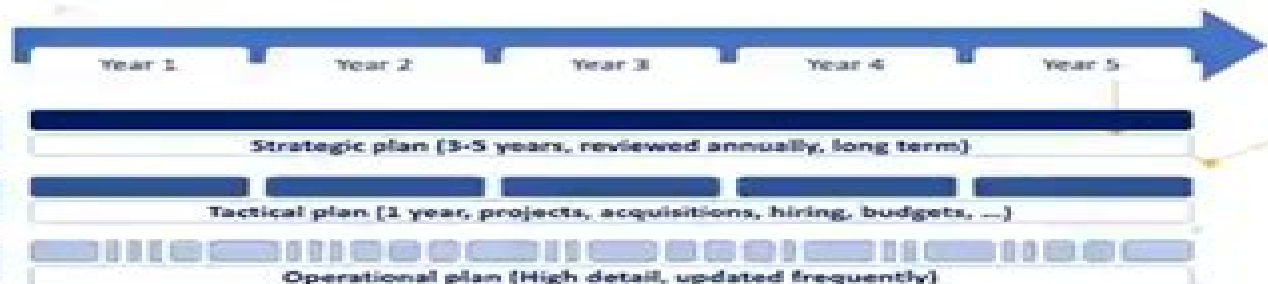 Year 1 Year 2 Year 3 Year 4 Year 5
Strategic plan (3-5 years, reviewed annually, long term)
Tactical plan (1 year, projects, acquisitions, hiring, budgets, ...)
Operational plan (High detail, updated frequently)